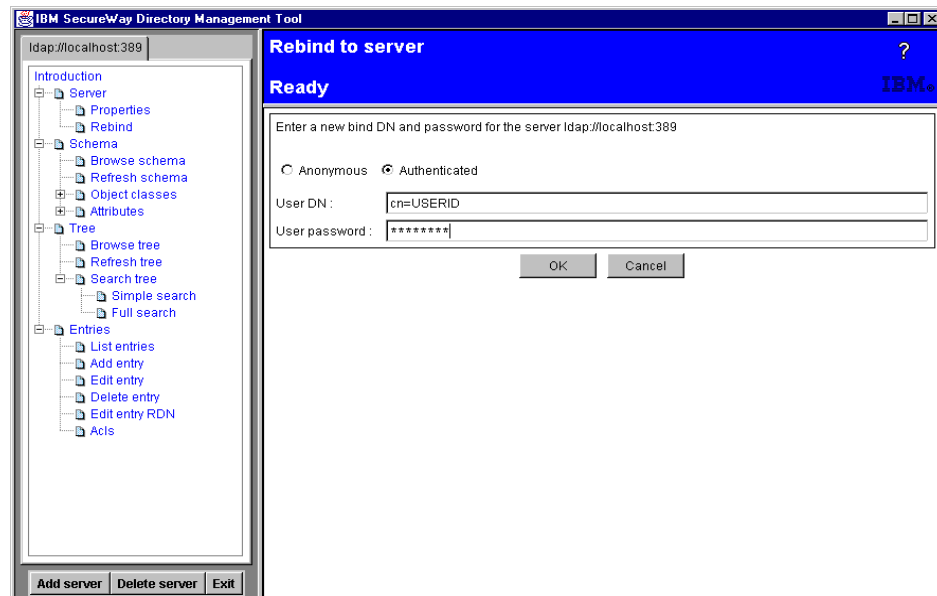 IBM SecureWay Directory Management Tool
ldap://localhost:389
Introduction
Server
Properties
Rebind
Schema
Browse schema
Refresh schema
Object classes
Attributes
Tree
Browse tree
Refresh tree
Search tree
Simple search
Full search
Entries
List entries
Add entry
Edit entry
Delete entry
Edit entry RDN
Acls
Add server
Delete server
Exit
Rebind to server
?
Ready
IBM
Enter a new bind DN and password for the server ldap://localhost:389
Anonymous
Authenticated
User DN :
cn=USERID
User password :
********
OK
Cancel